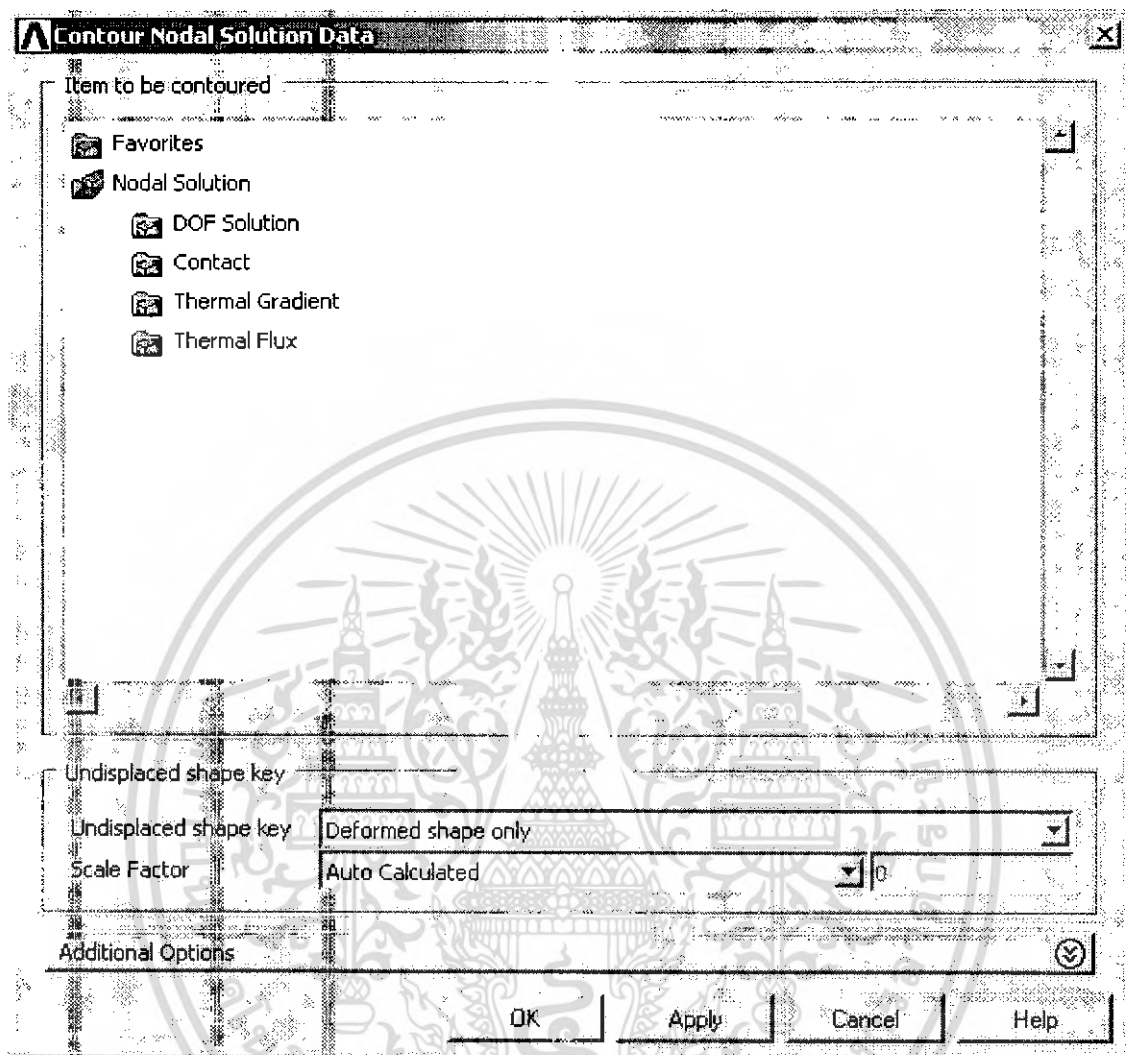 Contour Nodal Solution Data
Item to be contoured
Favorites
Nodal Solution
DOF Solution
Contact
Thermal Gradient
Thermal Flux
Undisplaced shape key
Undisplaced shape key Deformed shape only
Scale Factor Auto Calculated 0
Additional Options
OK Apply Cancel Help